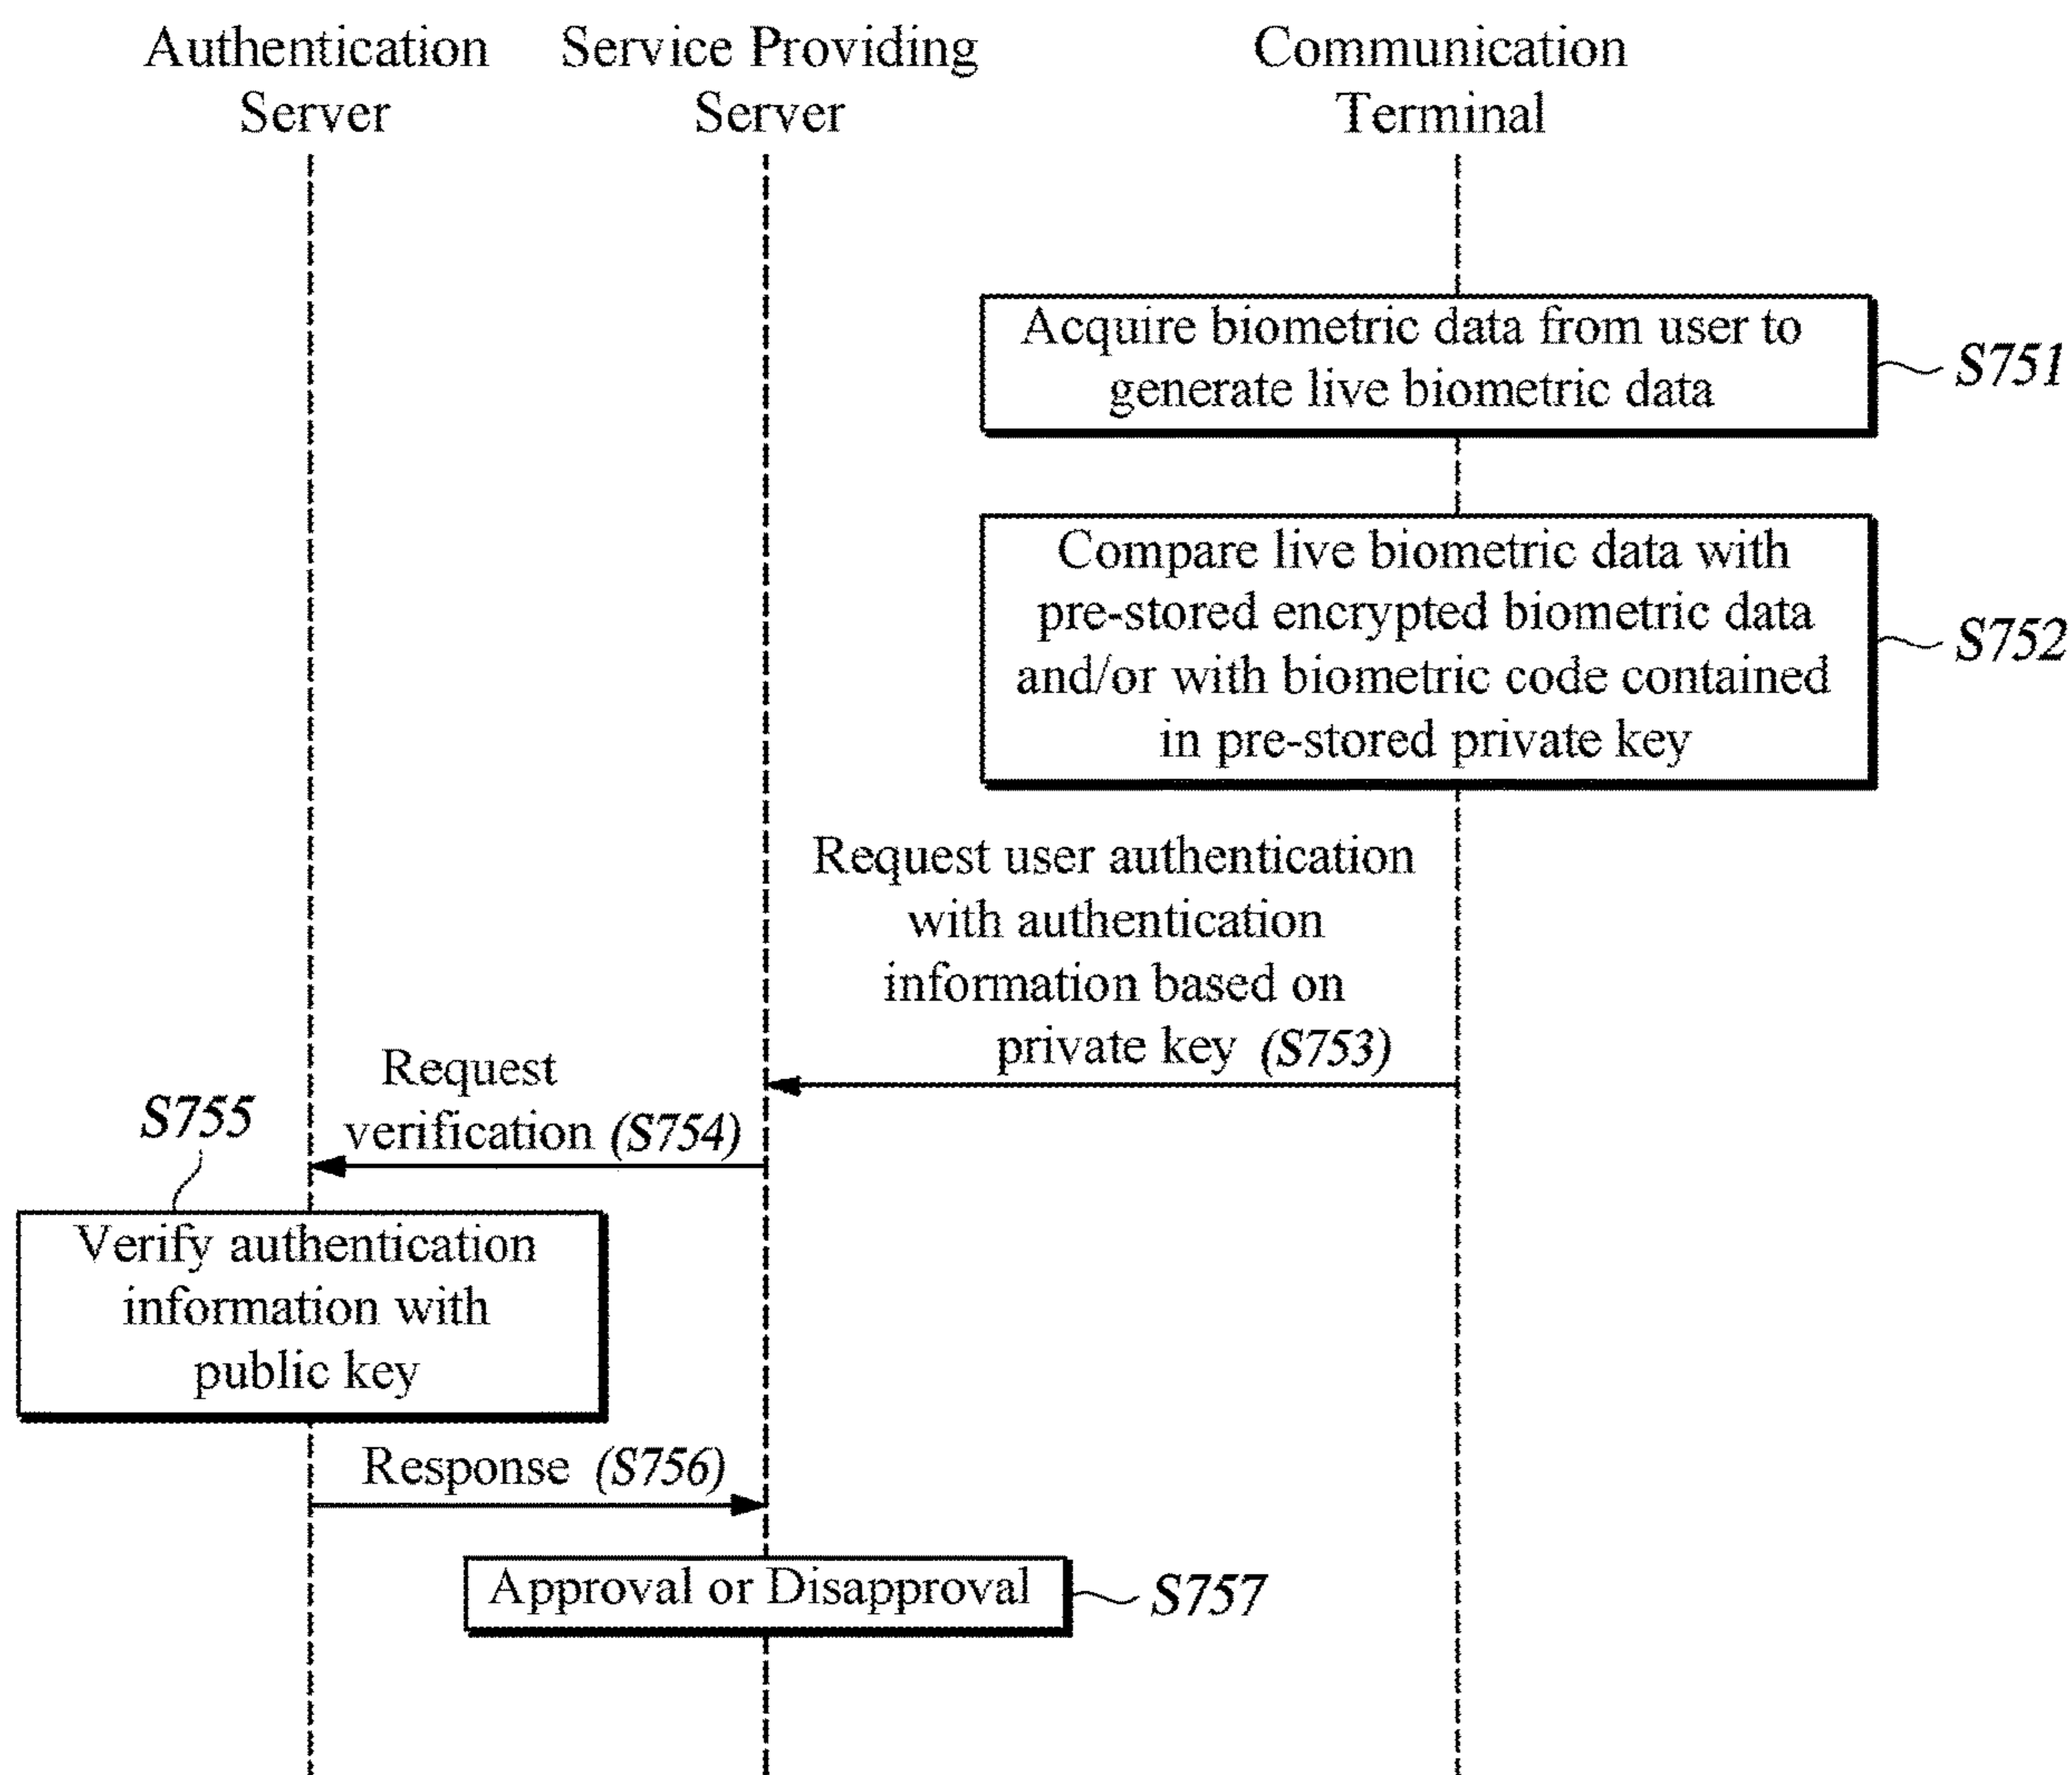 Authentication
Server
Service Providing
Server
Communication
Terminal
Acquire biometric data from user to
generate live biometric data
S751
Compare live biometric data with
pre-stored encrypted biometric data
and/or with biometric code contained
in pre-stored private key
S752
Request user authentication
with authentication
information based on
private key (S753)
Request
verification (S754)
S755
Verify authentication
information with
public key
Response (S756)
Approval or Disapproval
S757